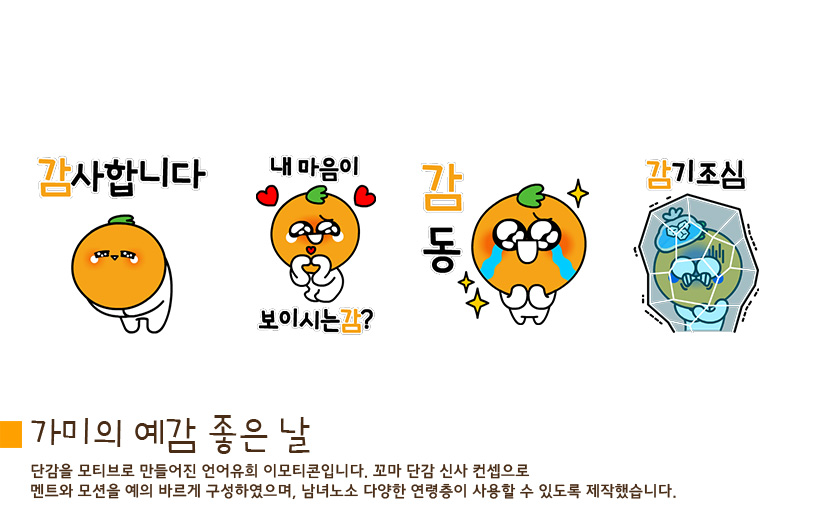 감사합니다
내 마음이
보이시는감?
감
동
감기조심
가미의 예감 좋은 날
단감을 모티브로 만들어진 언어유희 이모티콘입니다. 꼬마 단감 신사 컨셉으로
멘트와 모션을 예의 바르게 구성하였으며, 남녀노소 다양한 연령층이 사용할 수 있도록 제작했습니다.